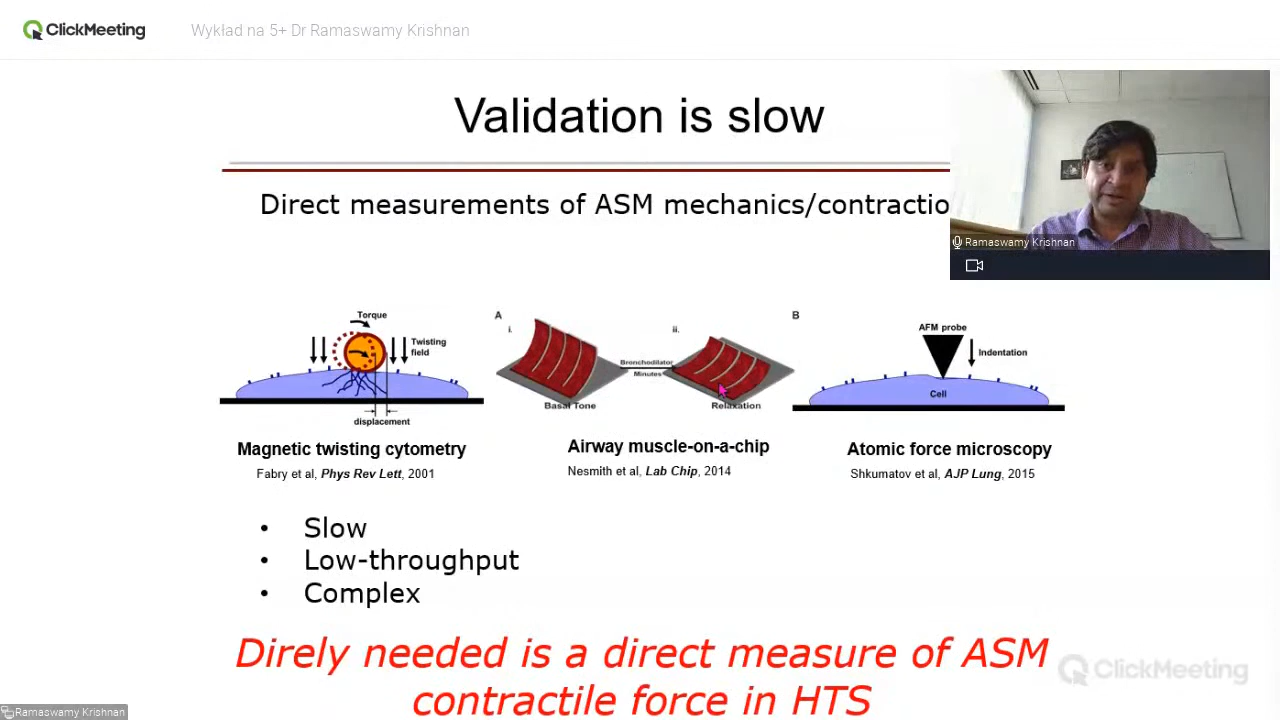 ClickMeeting
Wykład na 5+ Dr Ramaswamy Krishnan
Validation is slow
Direct measurements of ASM mechanics/contractio
Ramaswamy Krishnan
Torque
Twisting
field
displacement
Magnetic twisting cytometry
Fabry et al, Phys Rev Lett, 2001
A
i.
ii.
Bronchodilator
Minutes
Basal Tone
Relaxation
Airway muscle-on-a-chip
Nesmith et al, Lab Chip, 2014
B
AFM probe
Indentation
Cell
Atomic force microscopy
Shkumatov et al, AJP Lung, 2015
• Slow
• Low-throughput
• Complex
Direly needed is a direct measure of ASM
contractile force in HTS
ClickMeeting
Ramaswamy Krishnan